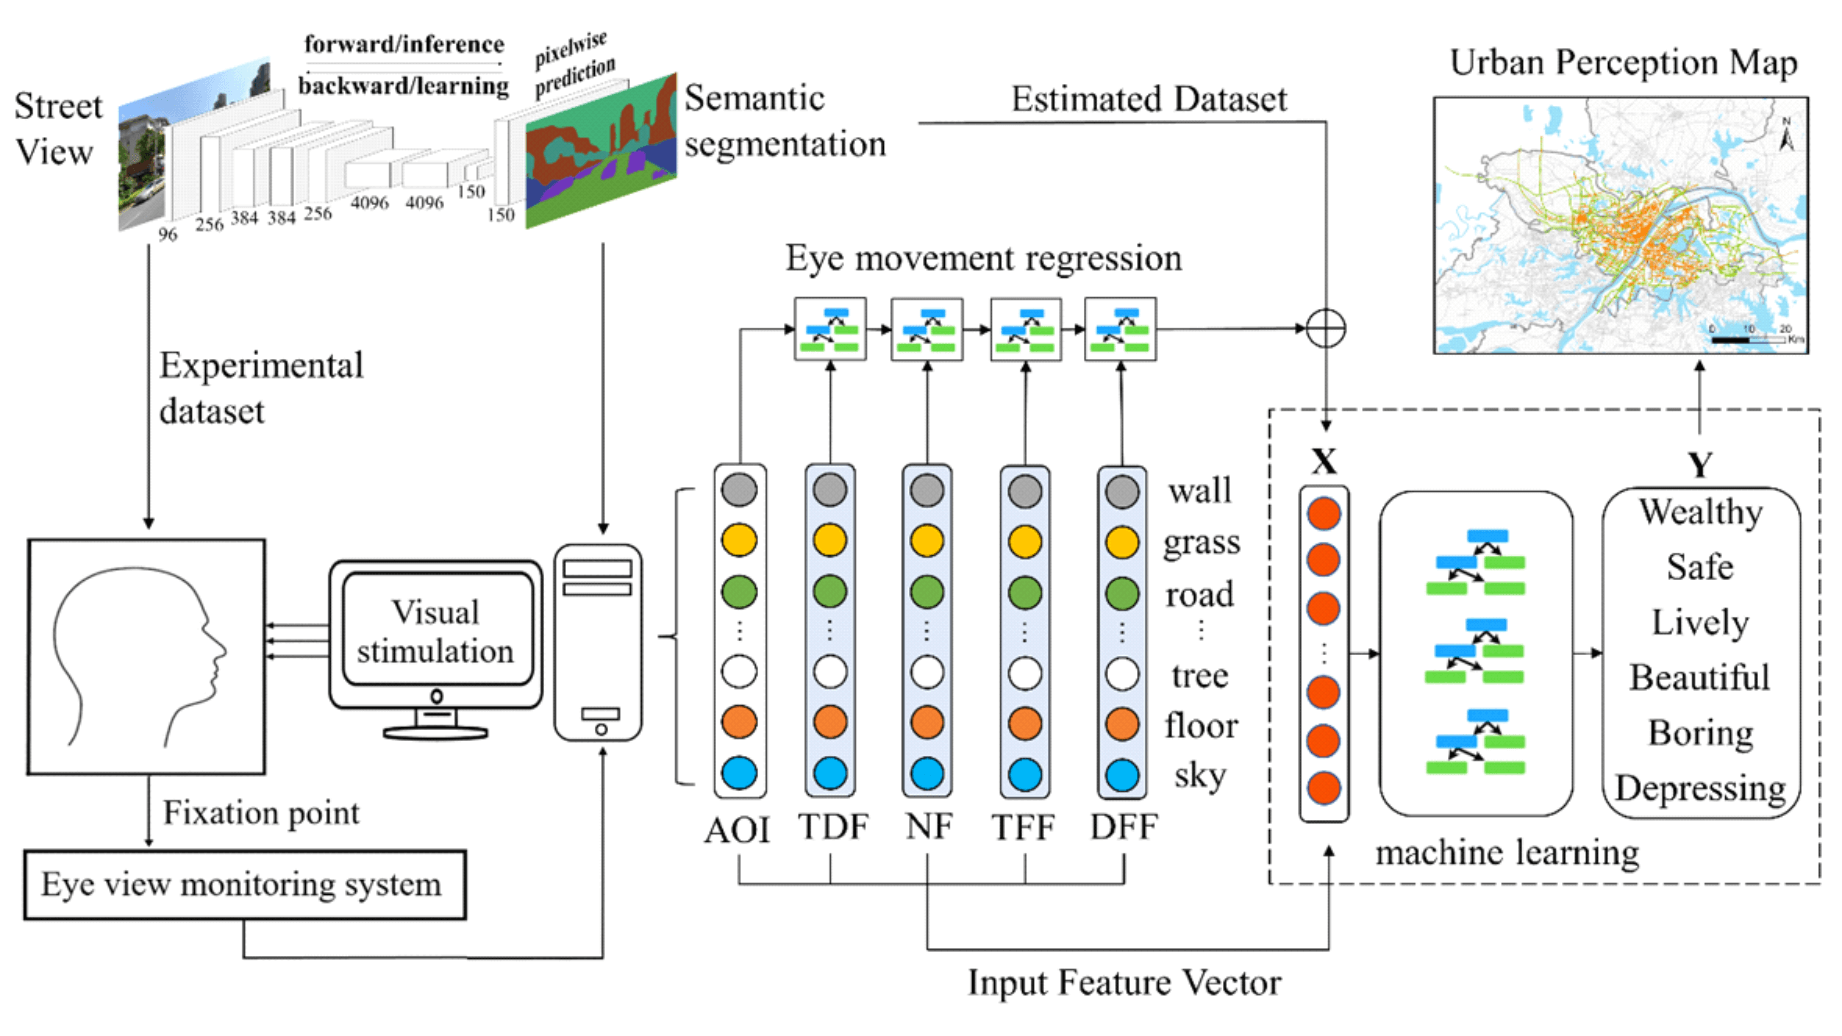 forward/inference
backward/learning
pixelwise
prediction
Street
View
Semantic
segmentation
96
256
384
384
256
4096
4096
150
150
Estimated Dataset
Urban Perception Map
N
0 10 20
Km
Experimental
dataset
Eye movement regression
Visual
stimulation
Fixation point
Eye view monitoring system
wall
grass
road
tree
floor
sky
AOI TDF NF TFF DFF
Input Feature Vector
X
Y
Wealthy
Safe
Lively
Beautiful
Boring
Depressing
machine learning